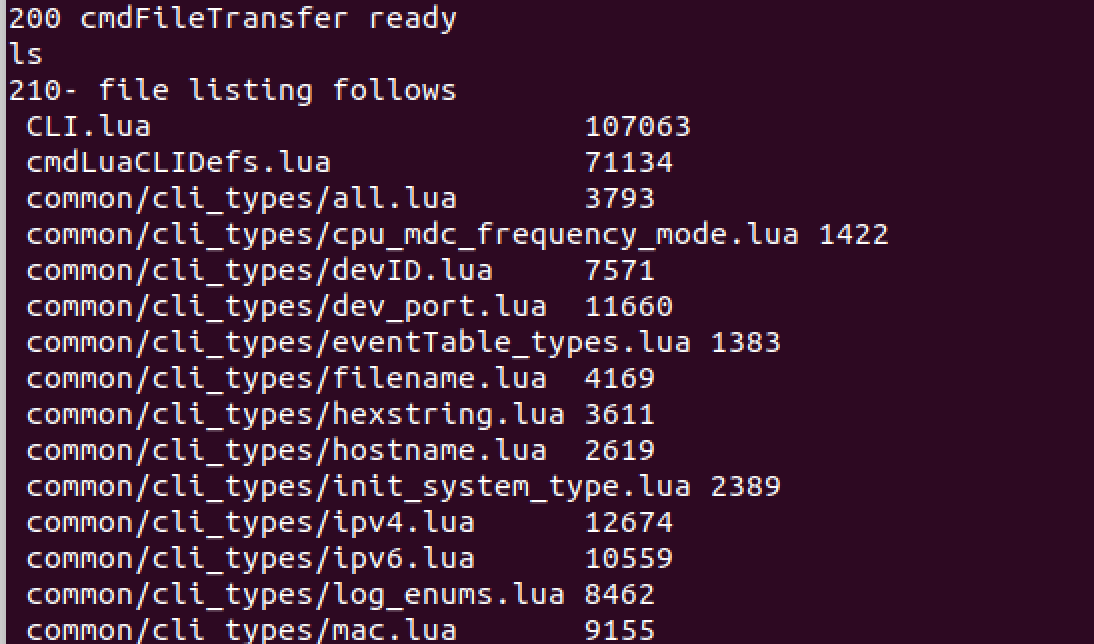 200 cmdFileTransfer ready
ls
210- file listing follows
 CLI.lua                        107063
 cmdLuaCLIDefs.lua              71134
 common/cli_types/all.lua       3793
 common/cli_types/cpu_mdc_frequency_mode.lua 1422
 common/cli_types/devID.lua     7571
 common/cli_types/dev_port.lua  11660
 common/cli_types/eventTable_types.lua 1383
 common/cli_types/filename.lua  4169
 common/cli_types/hexstring.lua 3611
 common/cli_types/hostname.lua  2619
 common/cli_types/init_system_type.lua 2389
 common/cli_types/ipv4.lua      12674
 common/cli_types/ipv6.lua      10559
 common/cli_types/log_enums.lua 8462
 common/cli_types/mac.lua       9155